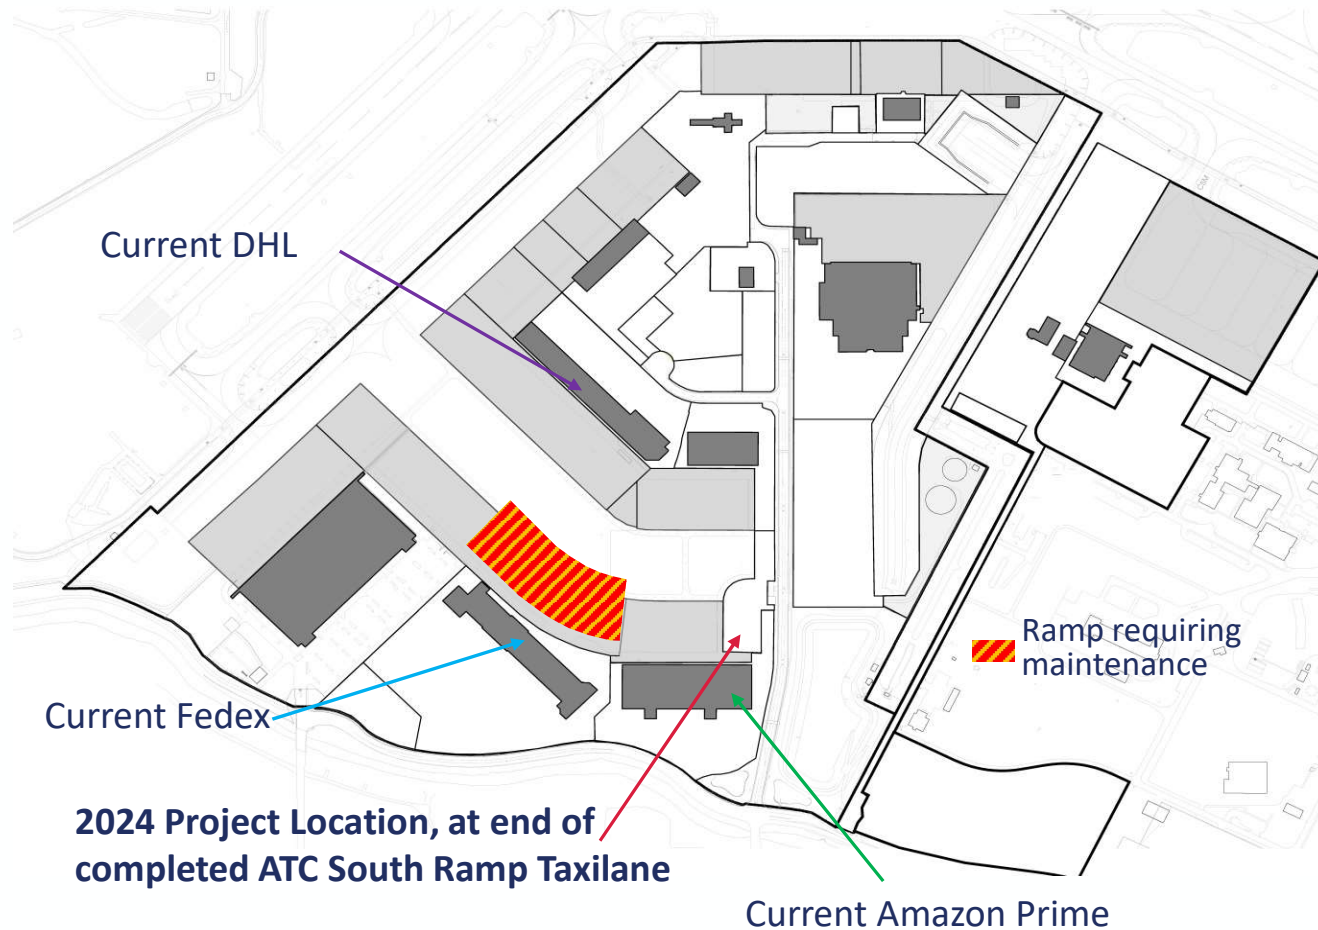 Current DHL
Ramp requiring
maintenance
Current Fedex
2024 Project Location, at end of
completed ATC South Ramp Taxilane
Current Amazon Prime